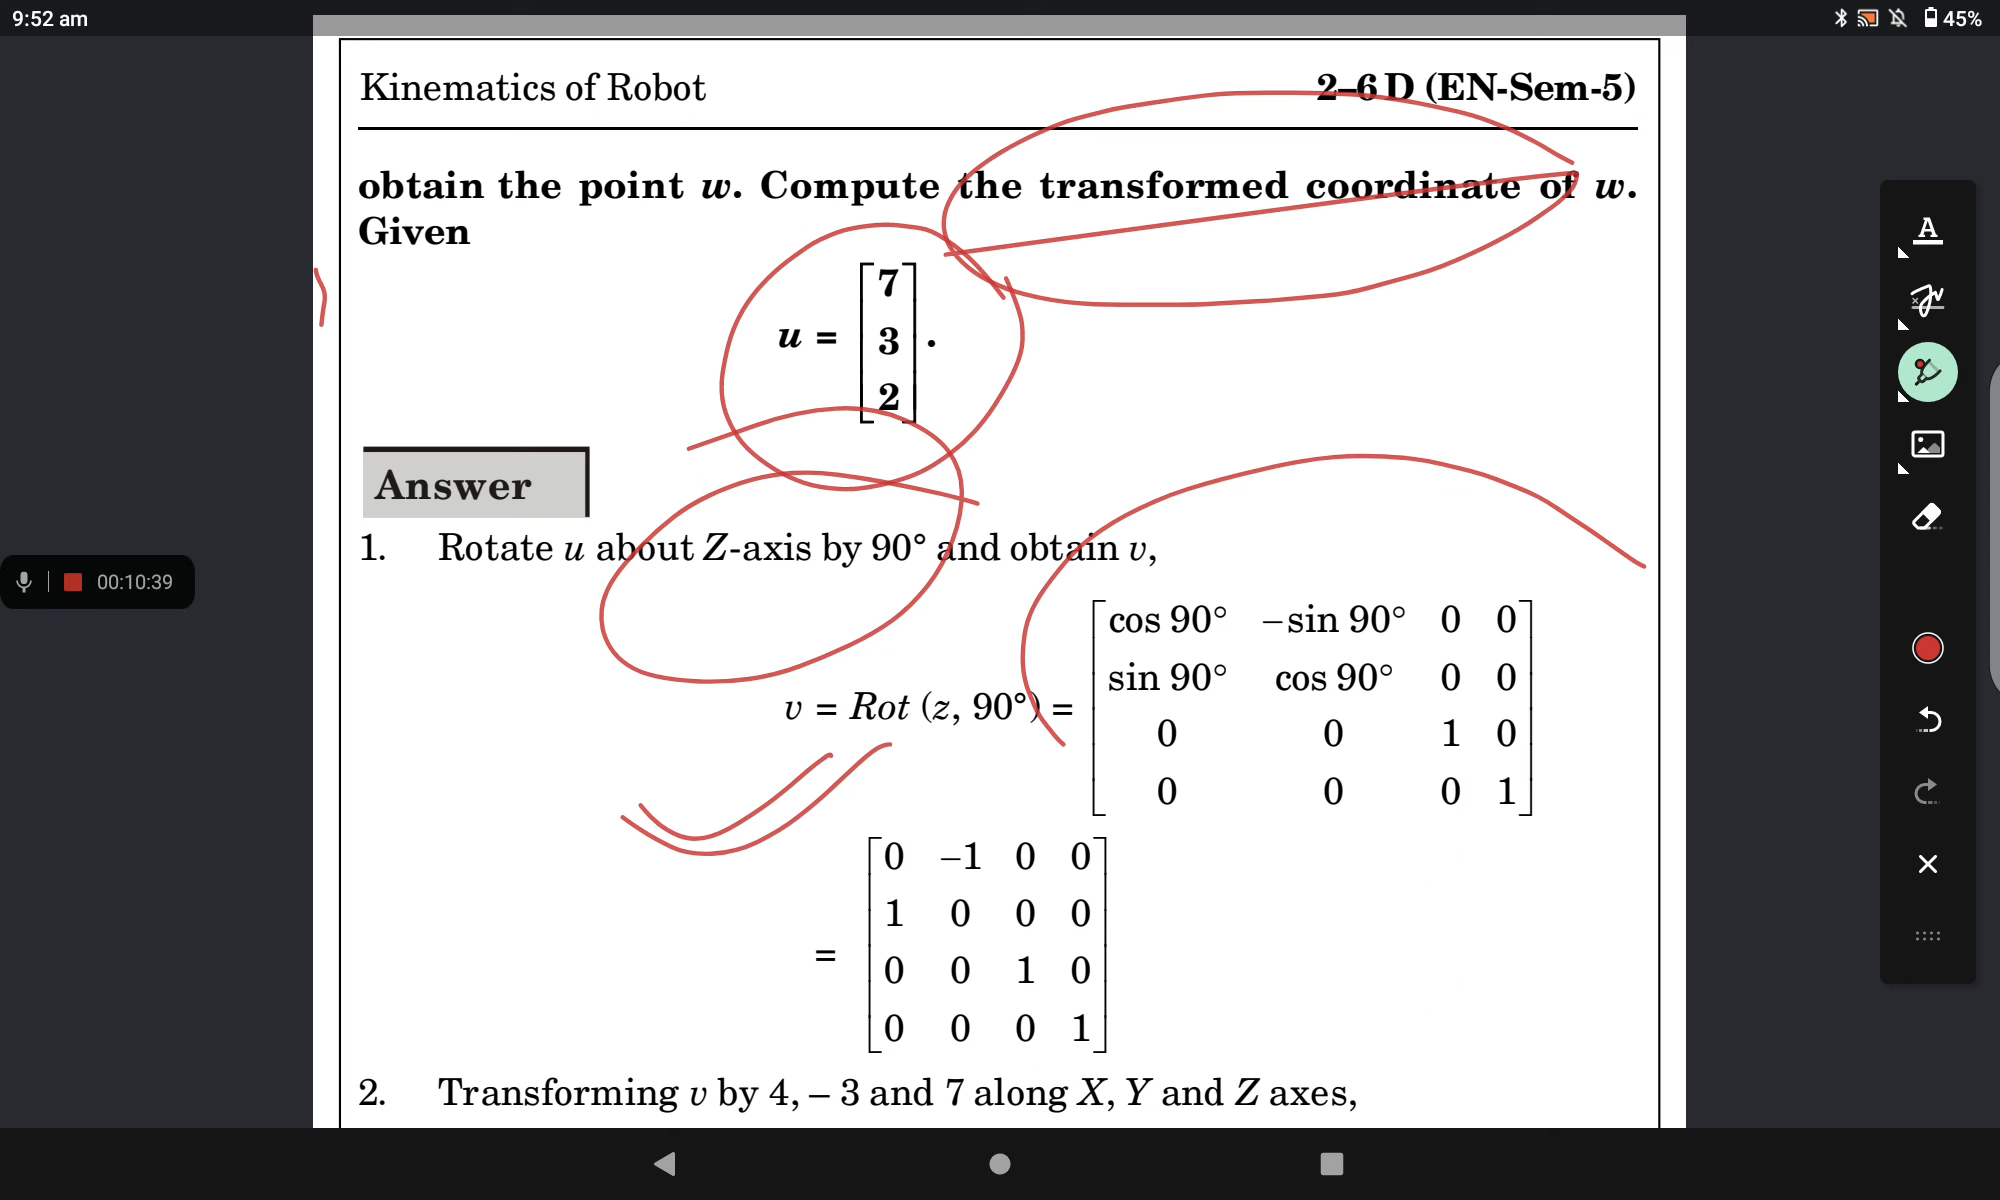 9:52 am
45%
Kinematics of Robot 2–6 D (EN-Sem-5)
obtain the point w. Compute the transformed coordinate of w.
Given
u = [7
3
2].
Answer
1. Rotate u about Z-axis by 90° and obtain v,
v = Rot (z, 90°) =
cos 90° –sin 90° 0 0
sin 90° cos 90° 0 0
0 0 1 0
0 0 0 1
=
0 –1 0 0
1 0 0 0
0 0 1 0
0 0 0 1
2. Transforming v by 4, – 3 and 7 along X, Y and Z axes,
00:10:39
A